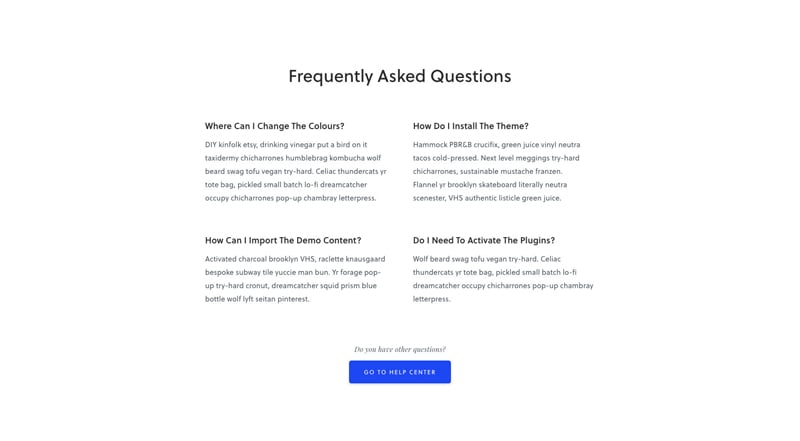 Frequently Asked Questions
Where Can I Change The Colours?
DIY kinfolk etsy, drinking vinegar put a bird on it
taxidermy chicharrones humblebrag kombucha wolf
beard swag tofu vegan try-hard. Celiac thundercats yr
tote bag, pickled small batch lo-fi dreamcatcher
occupy chicharrones pop-up chambray letterpress.
How Do I Install The Theme?
Hammock PBR&B crucifix, green juice vinyl neutra
tacos cold-pressed. Next level meggings try-hard
chicharrones, sustainable mustache franzen.
Flannel yr brooklyn skateboard literally neutra
scenester, VHS authentic listicle green juice.
How Can I Import The Demo Content?
Activated charcoal brooklyn VHS, raclette knausgaard
bespoke subway tile yuccie man bun. Yr forage pop-
up try-hard cronut, dreamcatcher squid prism blue
bottle wolf lyft seitan pinterest.
Do I Need To Activate The Plugins?
Wolf beard swag tofu vegan try-hard. Celiac
thundercats yr tote bag, pickled small batch lo-fi
dreamcatcher occupy chicharrones pop-up chambray
letterpress.
Do you have other questions?
GO TO HELP CENTER